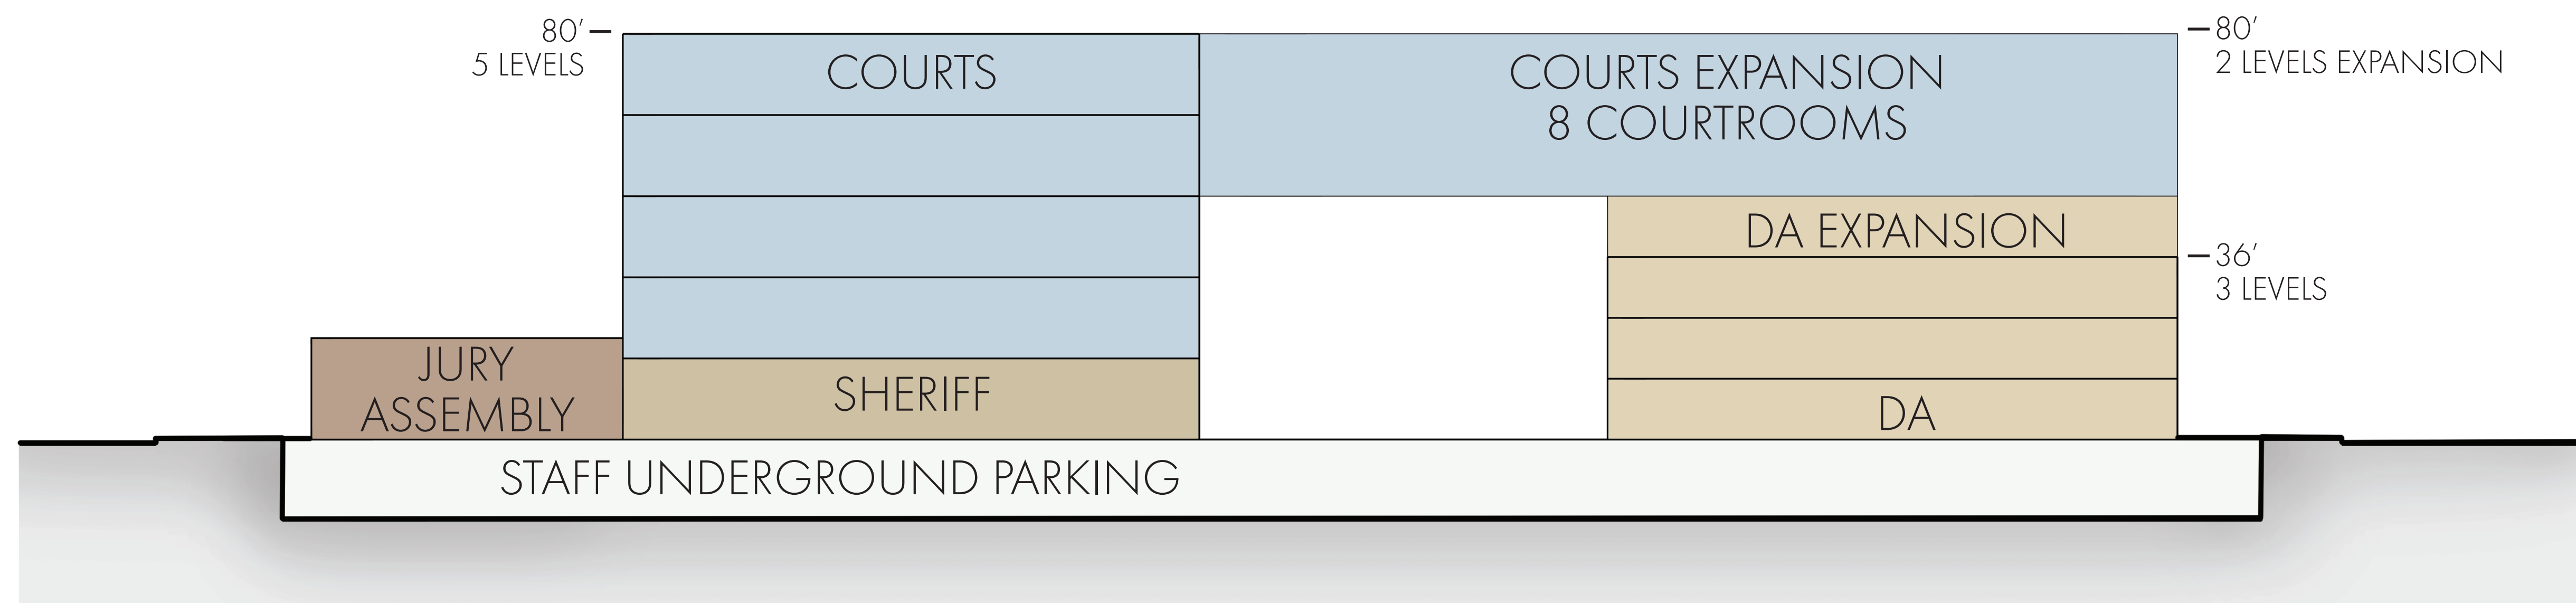 80′
5 LEVELS
COURTS
COURTS EXPANSION
8 COURTROOMS
80′
2 LEVELS EXPANSION
DA EXPANSION
36′
3 LEVELS
JURY
ASSEMBLY
SHERIFF
DA
STAFF UNDERGROUND PARKING